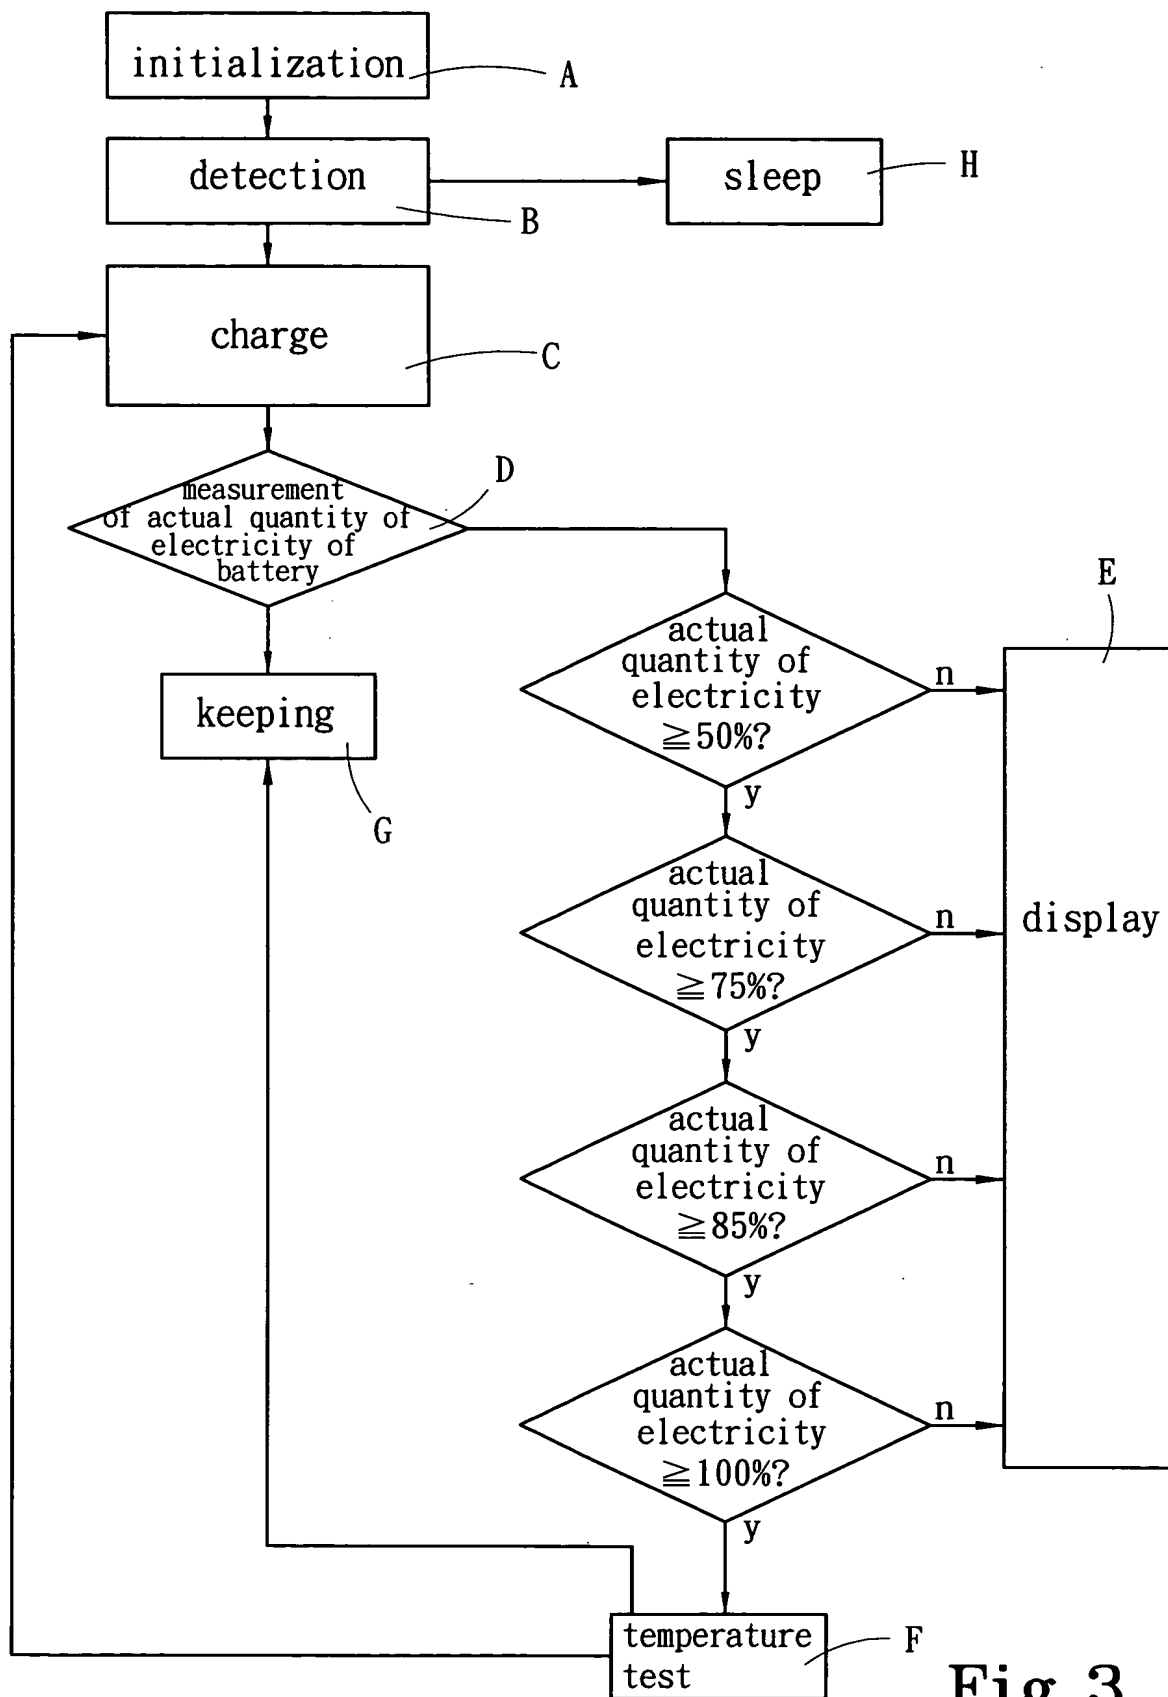 initialization
A
detection
B
sleep
H
charge
C
measurement
of actual quantity of
electricity of
battery
D
keeping
G
actual
quantity of
electricity
≧50%?
n
y
E
display
actual
quantity of
electricity
≧75%?
n
y
actual
quantity of
electricity
≧85%?
n
y
actual
quantity of
electricity
≧100%?
n
y
temperature
test
F
Fig.3